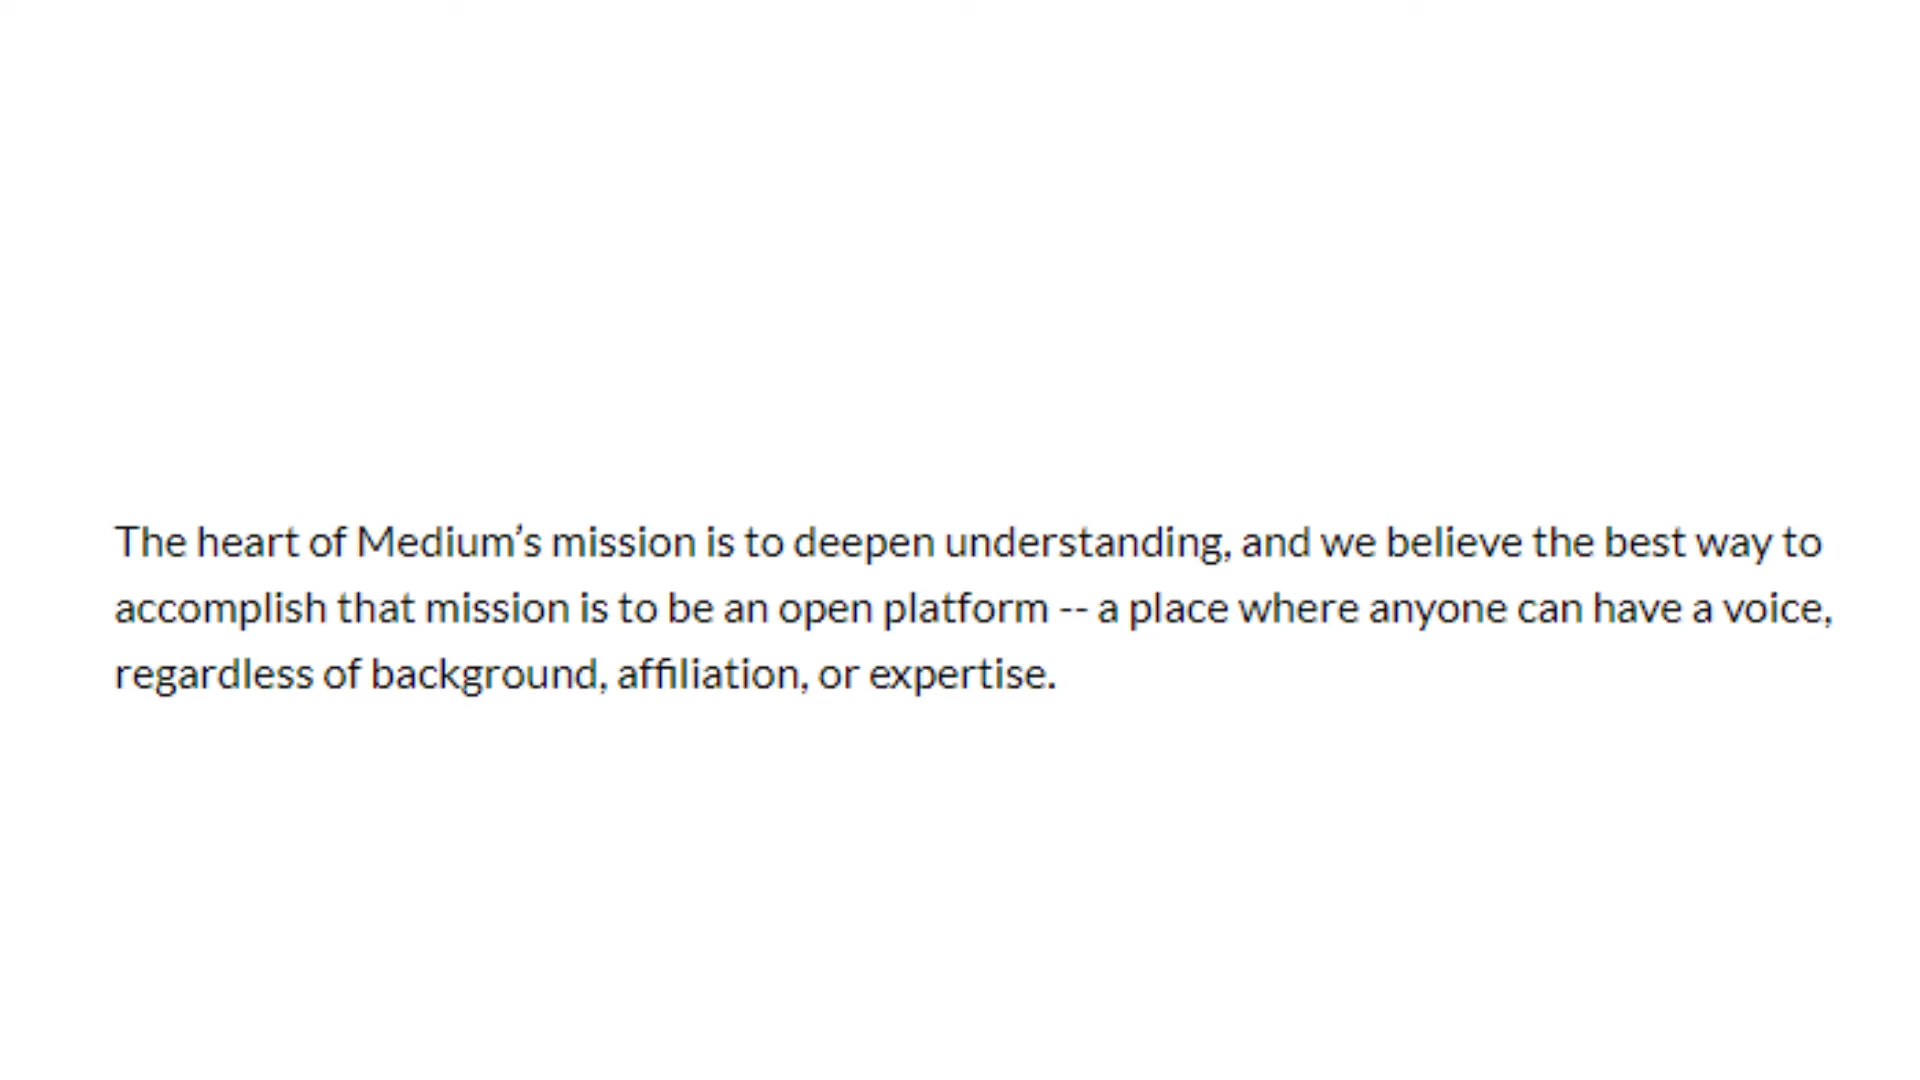 The heart of Medium’s mission is to deepen understanding, and we believe the best way to
accomplish that mission is to be an open platform -- a place where anyone can have a voice,
regardless of background, affiliation, or expertise.